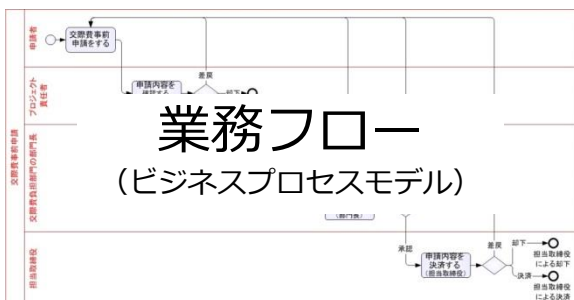 申請者
交際費事前
申請をする
差戻
プロジェクト
責任者
申請内容を
却下
業務フロー
（ビジネスプロセスモデル）
交際費事前申請
交際費負担部門の部門長
（部門長）
担当取締役
承認
申請内容を
決済する
（担当取締役）
差戻
却下
担当取締役
による却下
決済
担当取締役
による決済